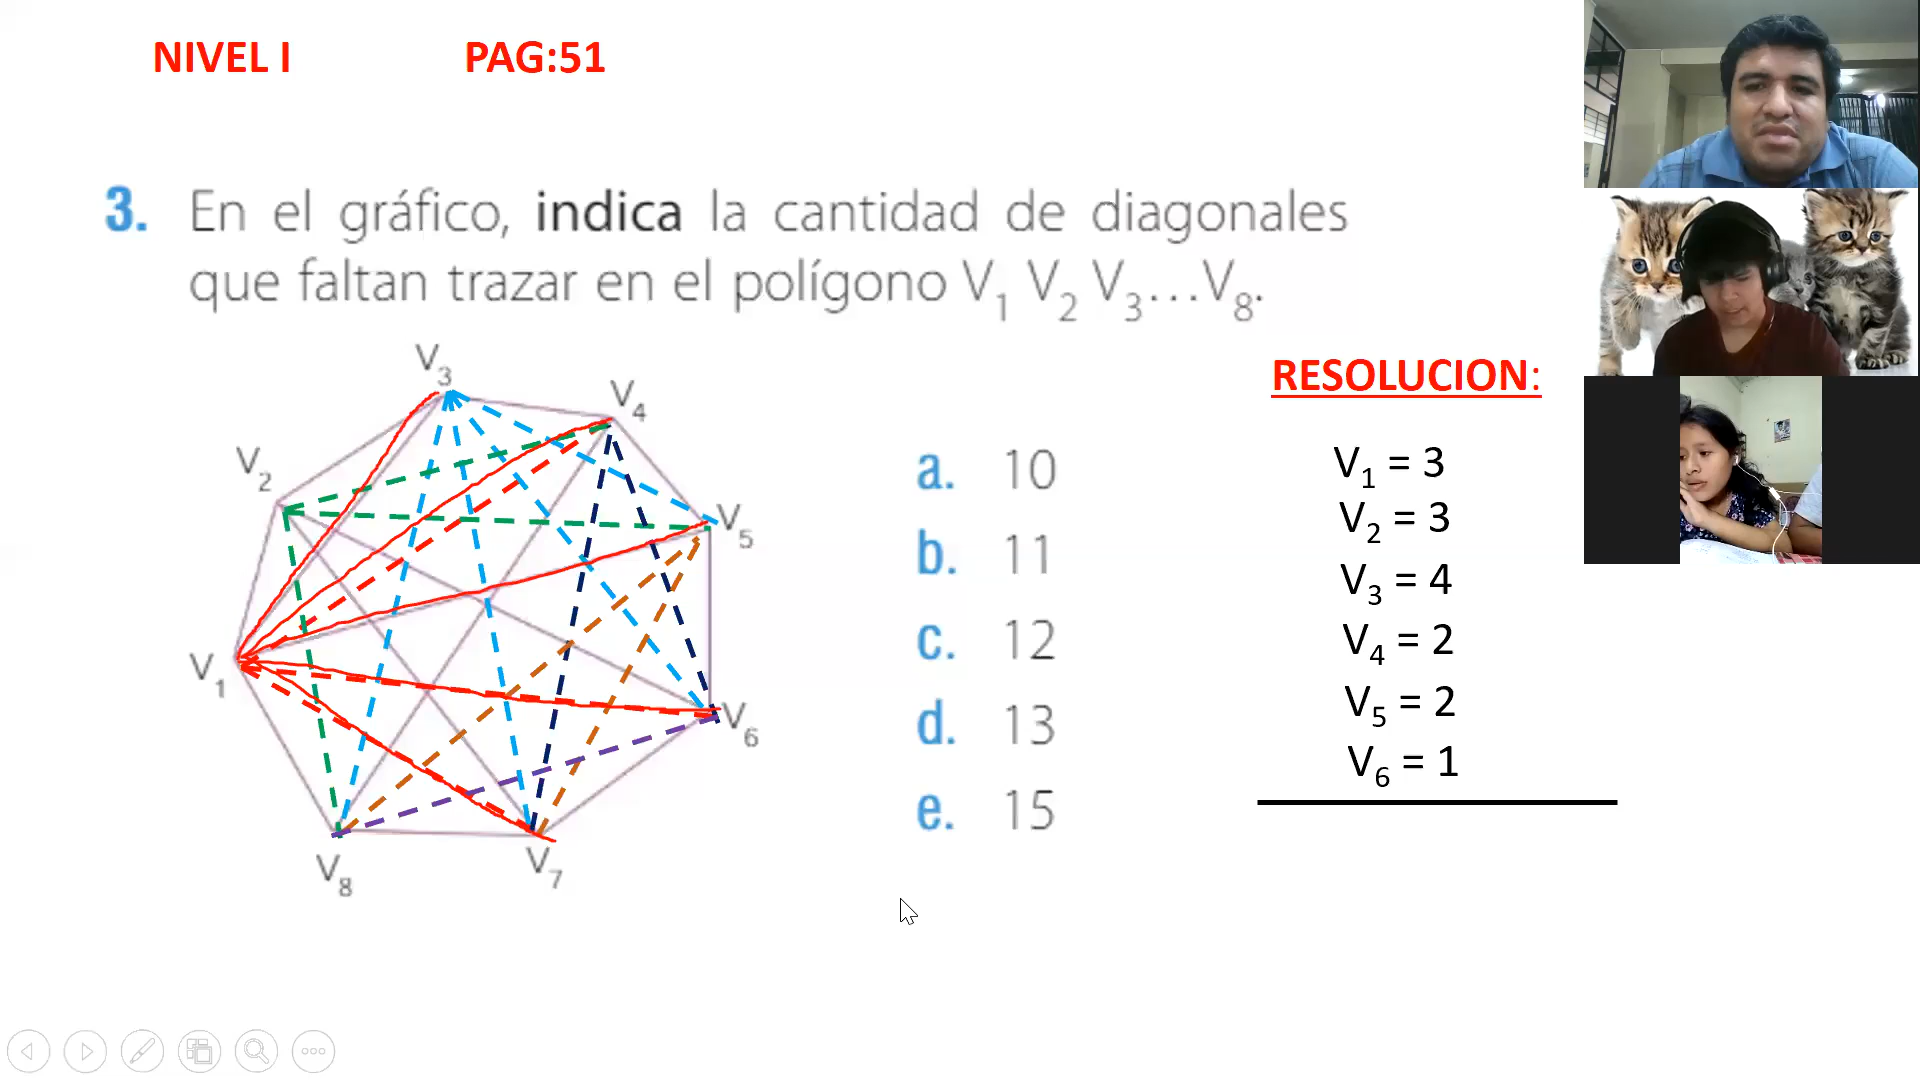 NIVEL I PAG:51
3. En el gráfico, indica la cantidad de diagonales
que faltan trazar en el polígono V1 V2 V3...V8.
V3
V4
V2
V5
V1
V6
V8
V7
a. 10
b. 11
c. 12
d. 13
e. 15
RESOLUCION:
V1 = 3
V2 = 3
V3 = 4
V4 = 2
V5 = 2
V6 = 1